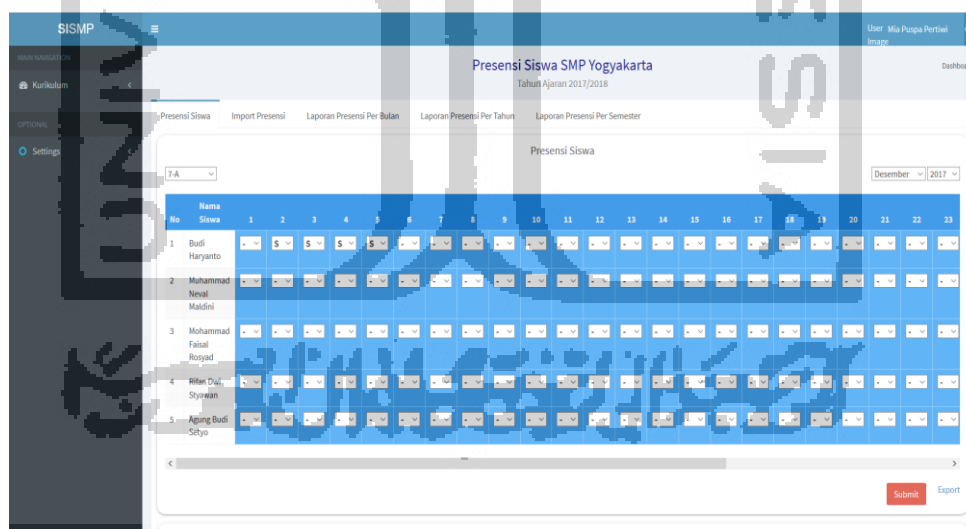 SISMP
User Mia Puspa Pertiwi
Image
MAIN NAVIGATION
Kurikulum
OPTIONAL
Settings
Presensi Siswa SMP Yogyakarta
Tahun Ajaran 2017/2018
Dashboa
Presensi Siswa Import Presensi Laporan Presensi Per Bulan Laporan Presensi Per Tahun Laporan Presensi Per Semester
Presensi Siswa
7-A Desember 2017
Nama
No Siswa 1 2 3 4 5 6 7 8 9 10 11 12 13 14 15 16 17 18 19 20 21 22 23
1 Budi - S S S S - - - - - - - - - - - - - - - - - -
Haryanto
2 Muhammad - - - - - - - - - - - - - - - - - - - - - - -
Neval
Maldini
3 Mohammad - - - - - - - - - - - - - - - - - - - - - - -
Faisal
Rosyad
4 Rifan Dwi - - - - - - - - - - - - - - - - - - - - - - -
Styawan
5 Agung Budi - - - - - - - - - - - - - - - - - - - - - - -
Setyo
Submit Export